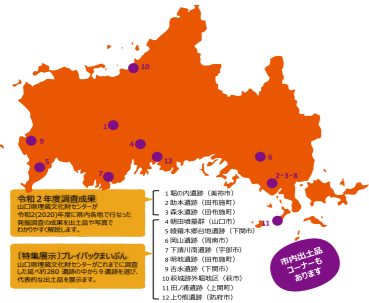 10
1
9
4
12
5
7
6
2・3・8
11
令和２年度調査成果
山口県埋蔵文化財センターが
令和2(2020)年度に県内各地で行なった
発掘調査の成果を出土品や写真で
わかりやすく解説します。
［特集展示］プレイバックまいぶん
山口県埋蔵文化財センターがこれまでに調査
した延べ約280 遺跡の中から９遺跡を選び、
代表的な出土品を展示します。
1 堀の内遺跡（美祢市）
2 助本遺跡（田布施町）
3 森永遺跡（田布施町）
4 朝田墳墓群（山口市）
5 綾羅木郷台地遺跡（下関市）
6 岡山遺跡（周南市）
7 下請川南遺跡（宇部市）
8 明地遺跡（田布施町）
9 吉永遺跡（下関市）
10 萩城跡外堀地区（萩市）
11 田ノ浦遺跡（上関町）
12 上り熊遺跡（防府市）
市内出土品
コーナーも
あります